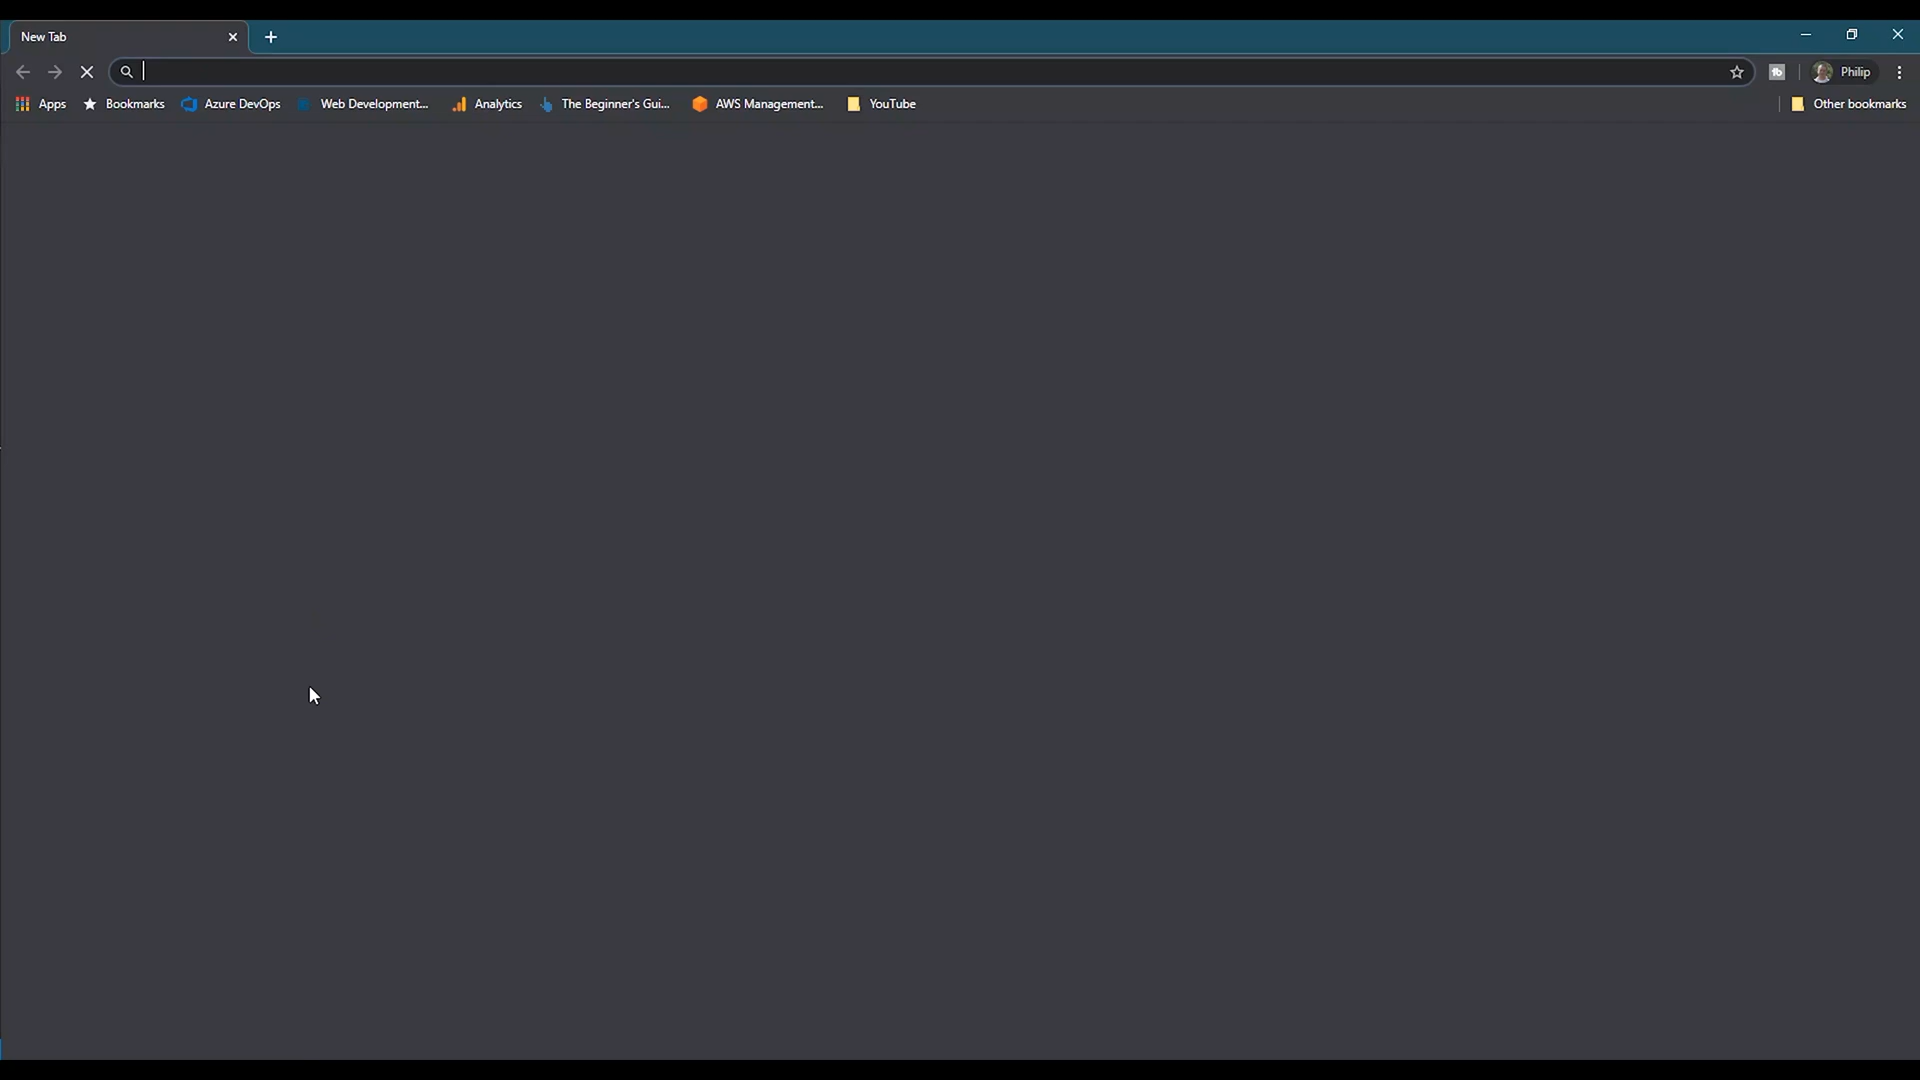 New Tab
Philip
Apps Bookmarks Azure DevOps Web Development... Analytics The Beginner's Gui... AWS Management... YouTube Other bookmarks